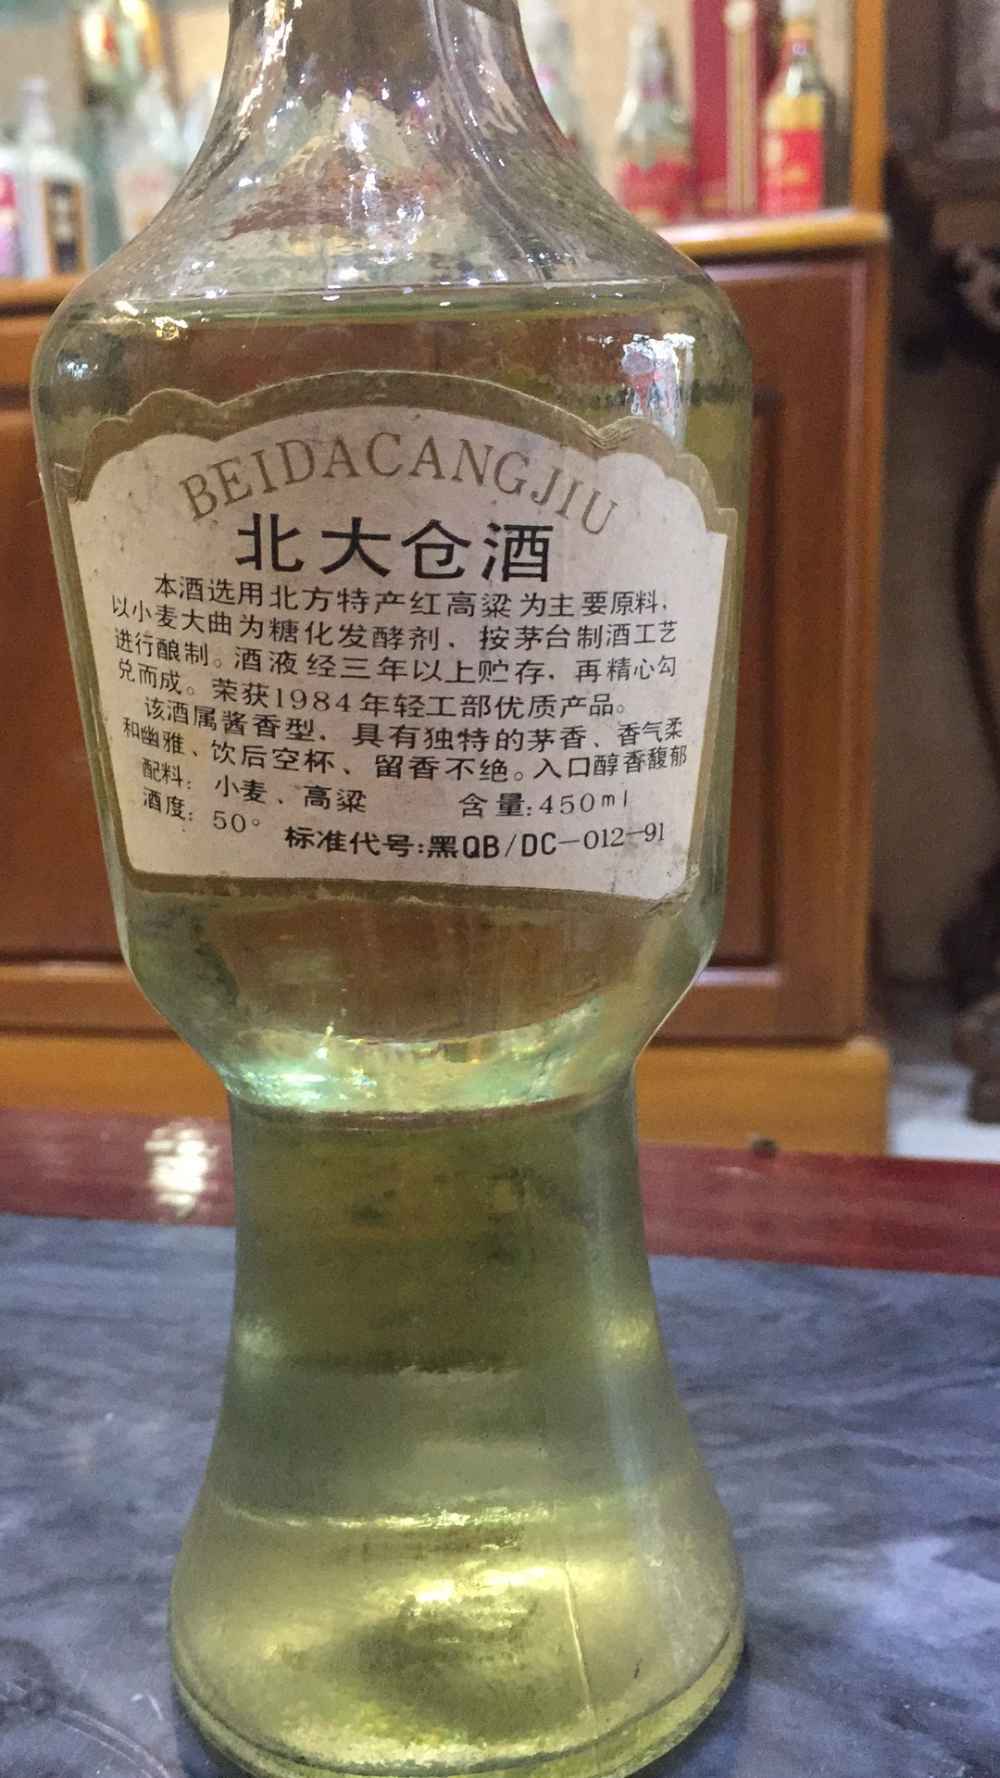 BEIDACANGJIU
北大仓酒
本酒选用北方特产红高粱为主要原料,
以小麦大曲为糖化发酵剂、按茅台制酒工艺
进行酿制。酒液经三年以上贮存,再精心勾
兑而成。荣获1984年轻工部优质产品。
该酒属酱香型,具有独特的茅香、香气柔
和幽雅、饮后空杯、留香不绝。入口醇香馥郁
配料:小麦、高粱 含量:450ml
酒度:50°
标准代号:黑QB/DC-012-91